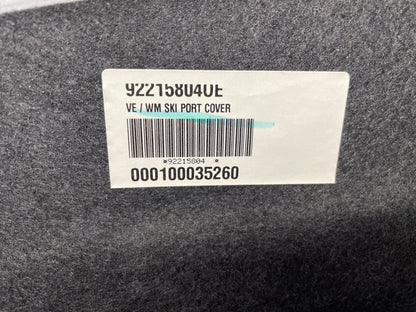 92215804OE
VE / WM SKI PORT COVER
*92215804 *
000100035260